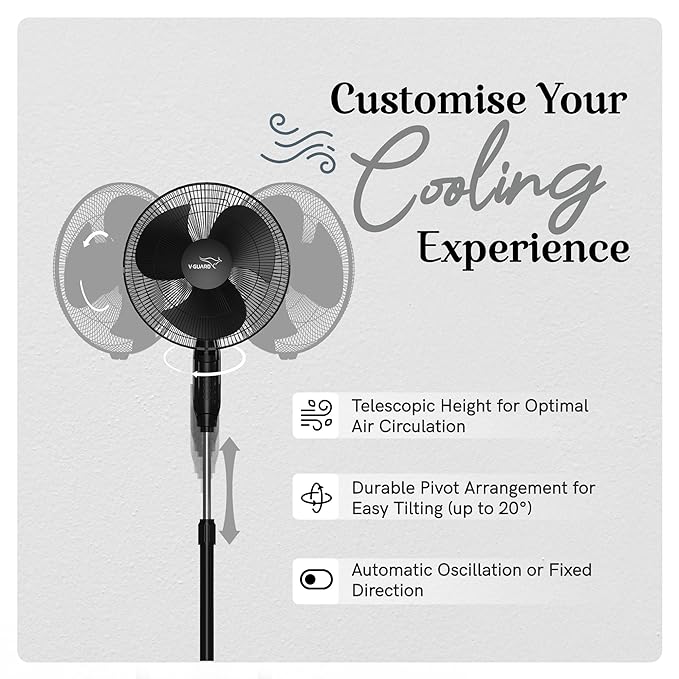 Customise Your
Cooling
Experience
V-GUARD
Telescopic Height for Optimal
Air Circulation
Durable Pivot Arrangement for
Easy Tilting (up to 20°)
Automatic Oscillation or Fixed
Direction